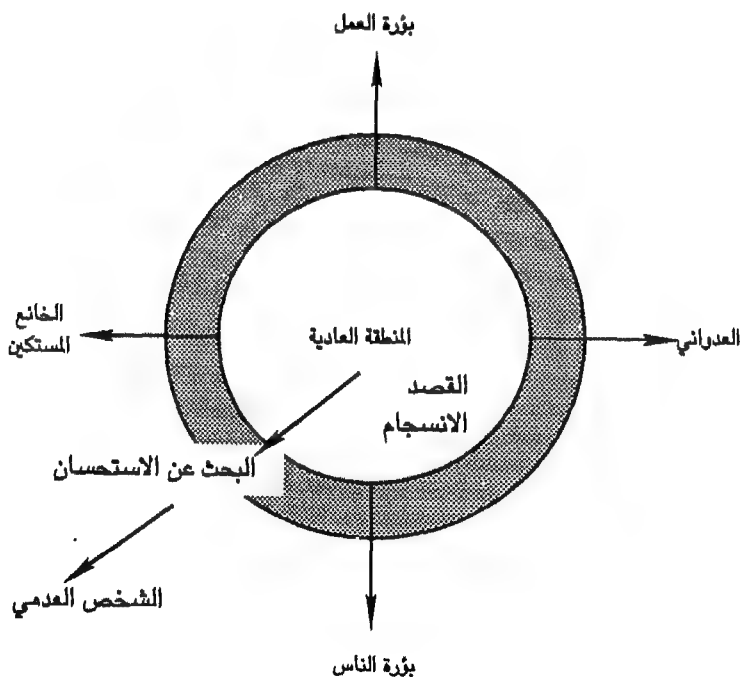 بؤرة العمل
الخانع
المستكين
المنطقة العادية
العدواني
القصد
الانسجام
البحث عن الاستحسان
الشخص العدمي
بؤرة الناس